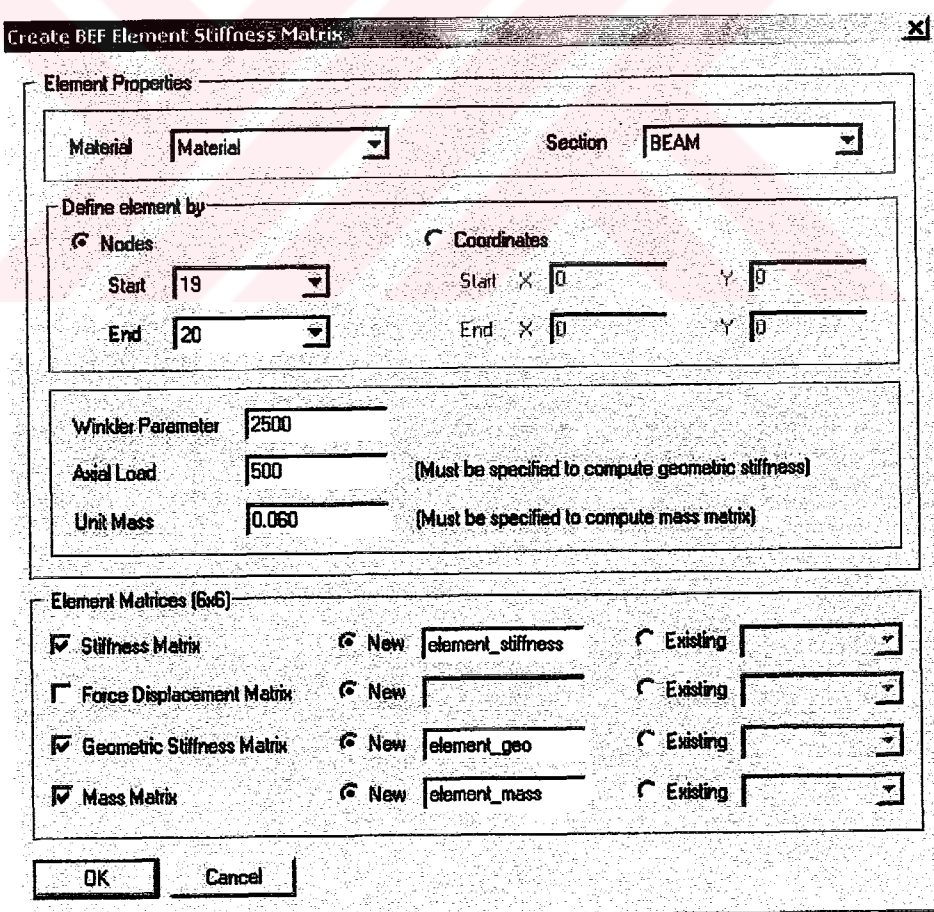 Create BEF Element Stiffness Matrix
Element Properties
Material Material Section BEAM
Define element by
Nodes Coordinates
Start 19 Start X 0 Y 0
End 20 End X 0 Y 0
Winkler Parameter 2500
Axial Load 500 (Must be specified to compute geometric stiffness)
Unit Mass 0.060 (Must be specified to compute mass matrix)
Element Matrices (6x6)
Stiffness Matrix New element_stiffness Existing
Force Displacement Matrix New Existing
Geometric Stiffness Matrix New element_geo Existing
Mass Matrix New element_mass Existing
OK Cancel